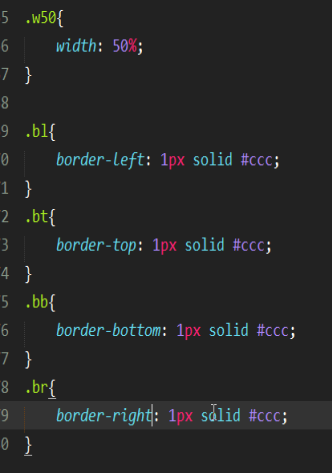 5 .w50{
6 width: 50%;
7 }
8
9 .bl{
0 border-left: 1px solid #ccc;
1 }
2 .bt{
3 border-top: 1px solid #ccc;
4 }
5 .bb{
6 border-bottom: 1px solid #ccc;
7 }
8 .br{
9 border-right: 1px solid #ccc;
0 }